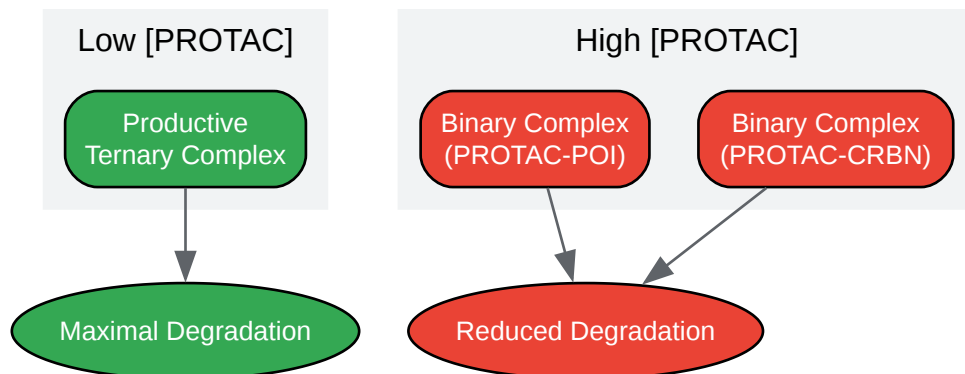 Low [PROTAC]
High [PROTAC]
Productive
Ternary Complex
Binary Complex
(PROTAC-POI)
Binary Complex
(PROTAC-CRBN)
Maximal Degradation
Reduced Degradation